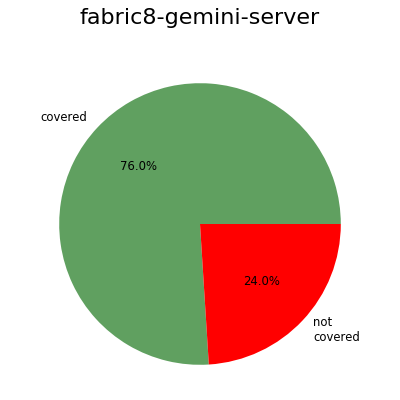 fabric8-gemini-server
covered
76.0%
24.0%
not
covered